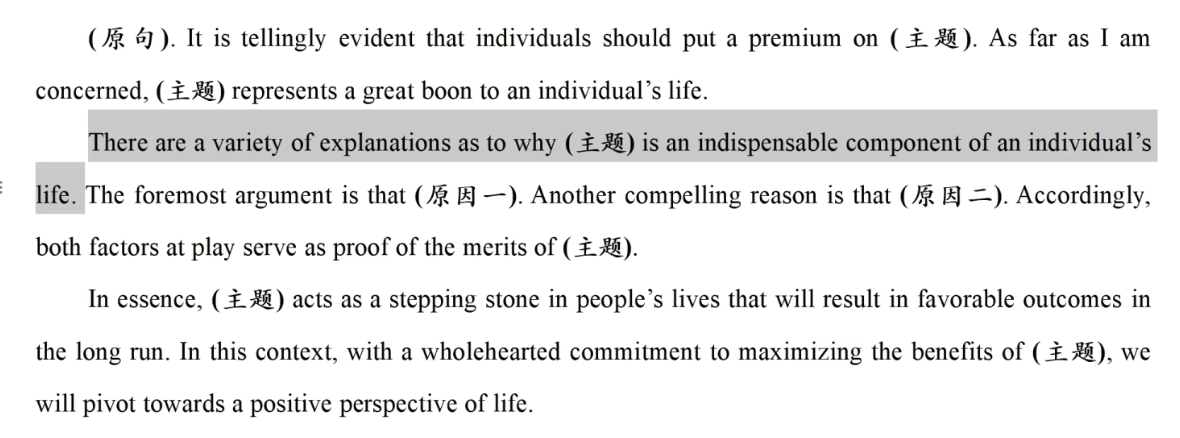 (原句). It is tellingly evident that individuals should put a premium on (主题). As far as I am
concerned, (主题) represents a great boon to an individual’s life.
There are a variety of explanations as to why (主题) is an indispensable component of an individual’s
life. The foremost argument is that (原因一). Another compelling reason is that (原因二). Accordingly,
both factors at play serve as proof of the merits of (主题).
In essence, (主题) acts as a stepping stone in people’s lives that will result in favorable outcomes in
the long run. In this context, with a wholehearted commitment to maximizing the benefits of (主题), we
will pivot towards a positive perspective of life.